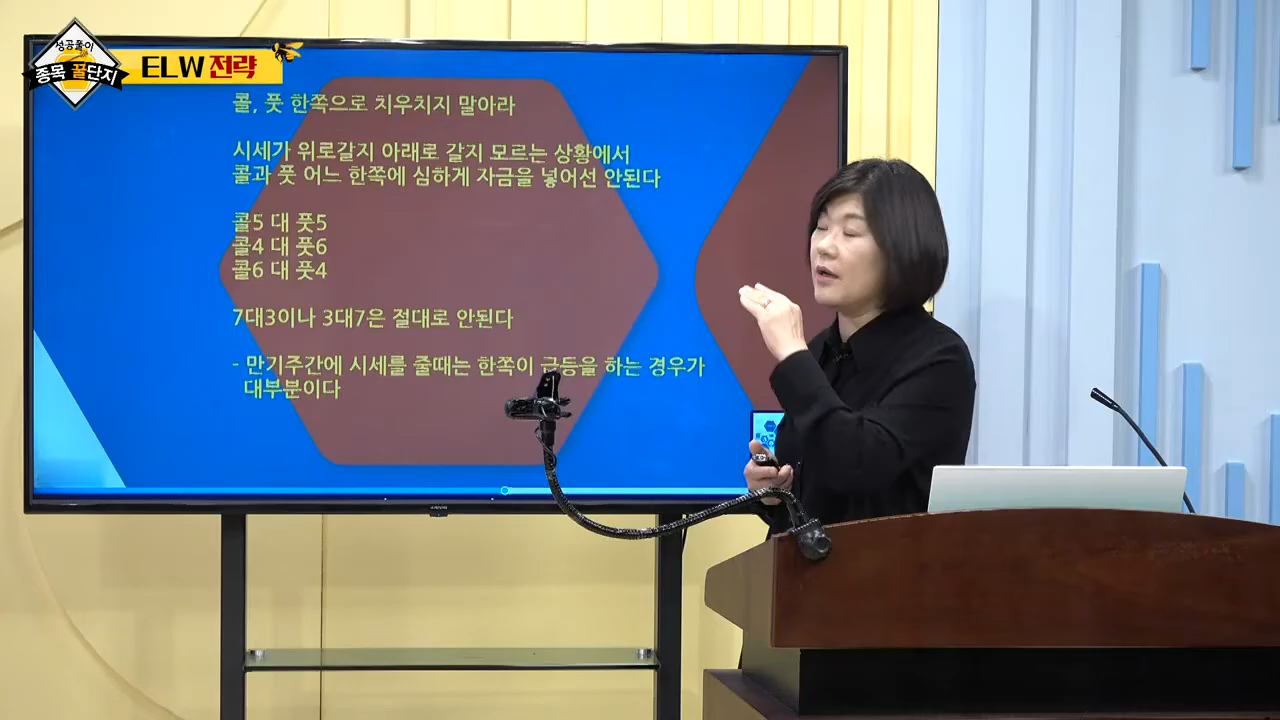 성공풀이
종목 꿀단지
ELW전략
콜, 풋 한쪽으로 치우치지 말아라
시세가 위로갈지 아래로 갈지 모르는 상황에서
콜과 풋 어느 한쪽에 심하게 자금을 넣어선 안된다
콜5 대 풋5
콜4 대 풋6
콜6 대 풋4
7대3이나 3대7은 절대로 안된다
- 만기주간에 시세를 줄때는 한쪽이 급등을 하는 경우가
대부분이다